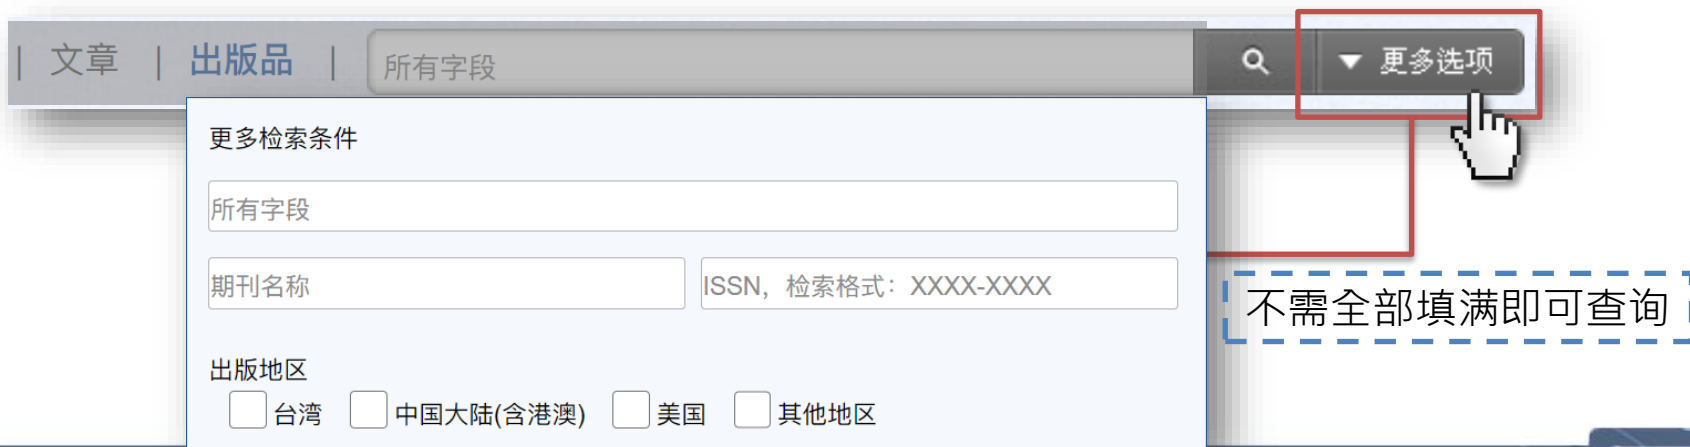 | 文章 | 出版品 | 所有字段 更多选项
更多检索条件
所有字段
期刊名称 ISSN，检索格式：XXXX-XXXX
不需全部填满即可查询
出版地区
台湾 中国大陆(含港澳) 美国 其他地区